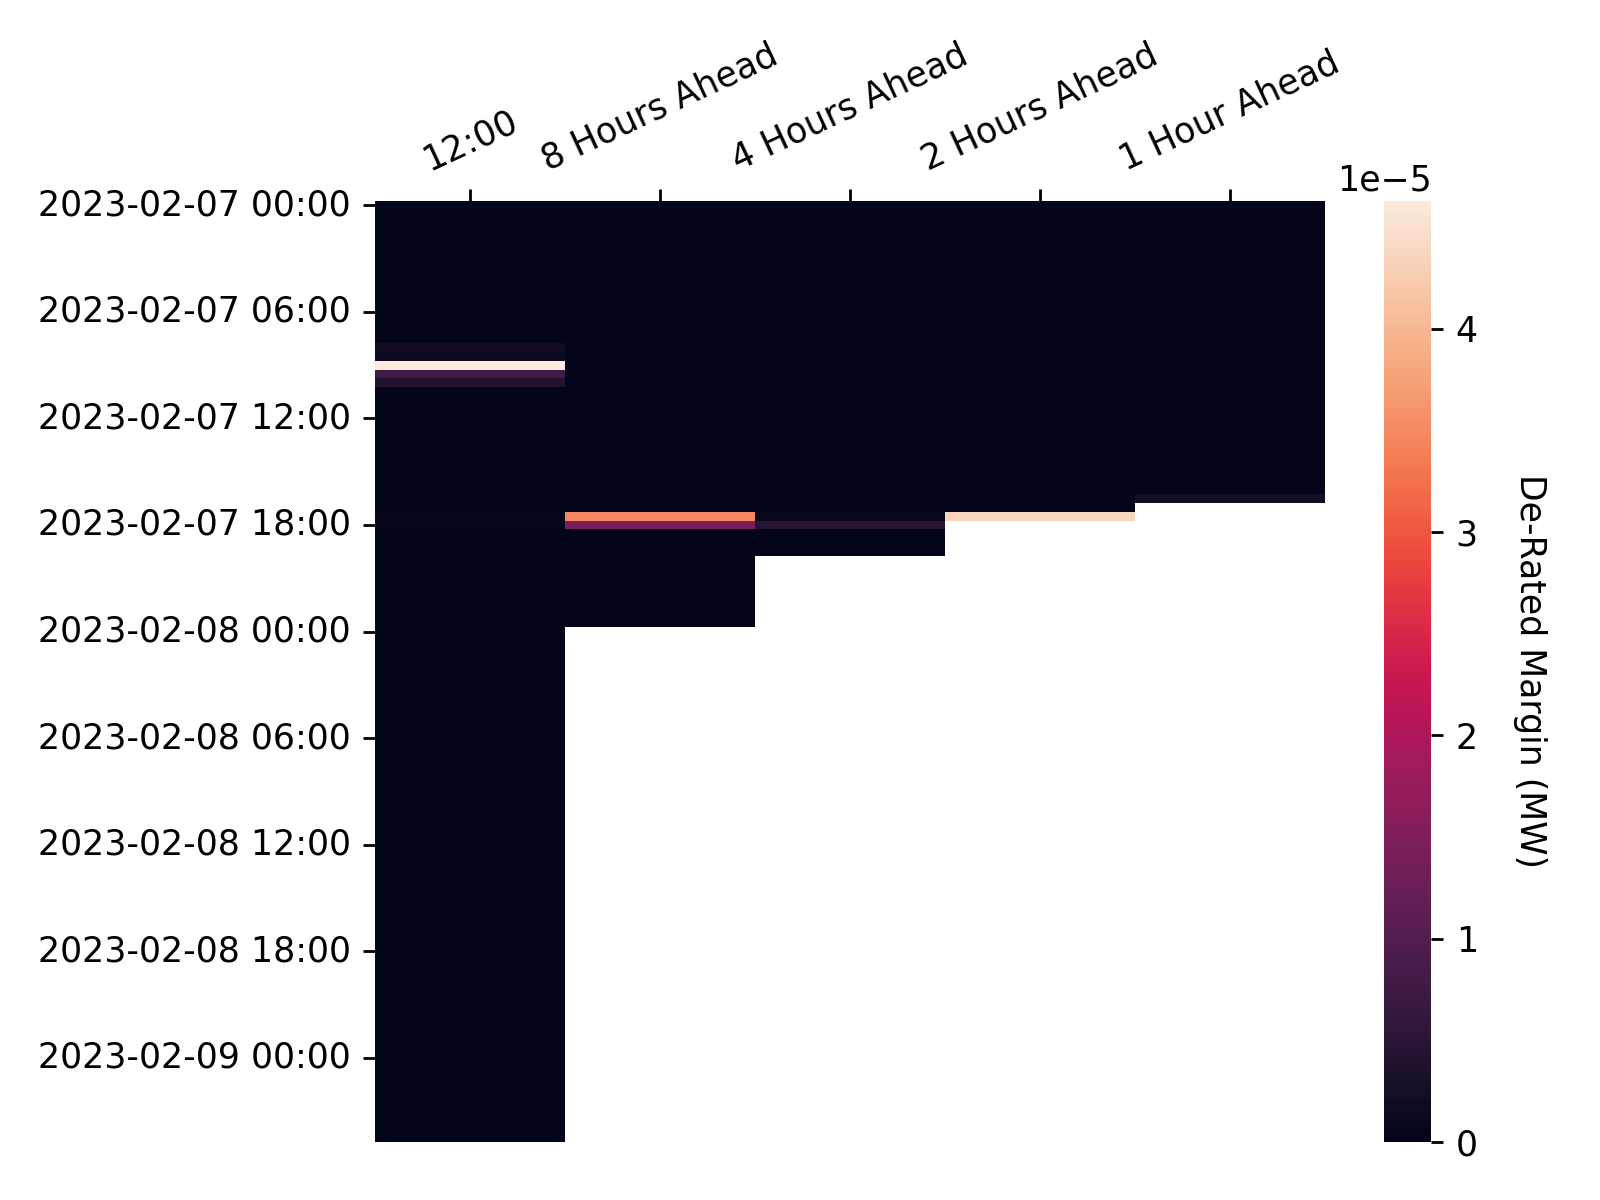 12:00
8 Hours Ahead
4 Hours Ahead
2 Hours Ahead
1 Hour Ahead
1e−5
2023-02-07 00:00
2023-02-07 06:00
2023-02-07 12:00
2023-02-07 18:00
2023-02-08 00:00
2023-02-08 06:00
2023-02-08 12:00
2023-02-08 18:00
2023-02-09 00:00
4
3
2
1
0
De-Rated Margin (MW)